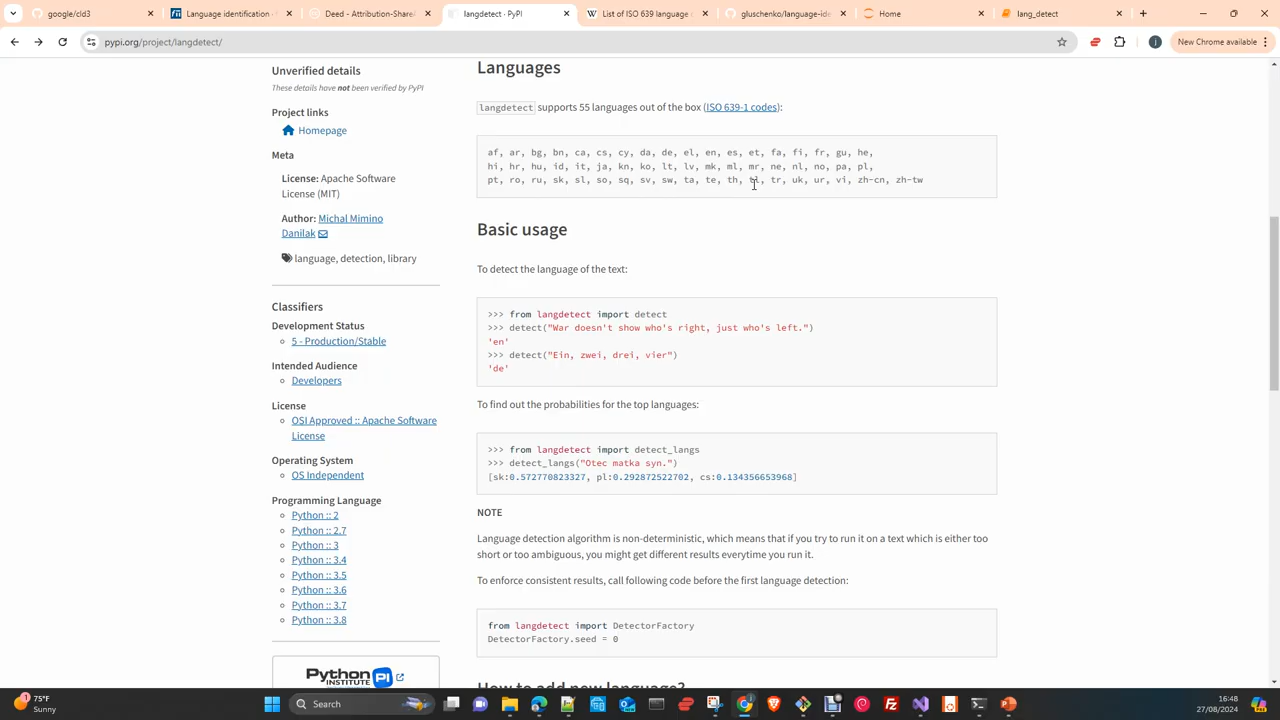 google/cld3
Language identification ·
Deed - Attribution-Share
langdetect · PyPI
List of ISO 639 language
gluschenko/language-ide
Home
lang_detect
pypi.org/project/langdetect/
New Chrome available
Unverified details
These details have not been verified by PyPI
Project links
Homepage
Meta
License: Apache Software
License (MIT)
Author: Michal Mimino
Danilak
language, detection, library
Classifiers
Development Status
5 - Production/Stable
Intended Audience
Developers
License
OSI Approved :: Apache Software
License
Operating System
OS Independent
Programming Language
Python :: 2
Python :: 2.7
Python :: 3
Python :: 3.4
Python :: 3.5
Python :: 3.6
Python :: 3.7
Python :: 3.8
Python
INSTITUTE
Languages
langdetect supports 55 languages out of the box (ISO 639-1 codes):
af, ar, bg, bn, ca, cs, cy, da, de, el, en, es, et, fa, fi, fr, gu, he,
hi, hr, hu, id, it, ja, kn, ko, lt, lv, mk, ml, mr, ne, nl, no, pa, pl,
pt, ro, ru, sk, sl, so, sq, sv, sw, ta, te, th, tl, tr, uk, ur, vi, zh-cn, zh-tw
Basic usage
To detect the language of the text:
>>> from langdetect import detect
>>> detect("War doesn't show who's right, just who's left.")
'en'
>>> detect("Ein, zwei, drei, vier")
'de'
To find out the probabilities for the top languages:
>>> from langdetect import detect_langs
>>> detect_langs("Otec matka syn.")
[sk:0.572770823327, pl:0.292872522702, cs:0.134356653968]
NOTE
Language detection algorithm is non-deterministic, which means that if you try to run it on a text which is either too
short or too ambiguous, you might get different results everytime you run it.
To enforce consistent results, call following code before the first language detection:
from langdetect import DetectorFactory
DetectorFactory.seed = 0
How to add new language?
75°F
Sunny
Search
16:48
27/08/2024